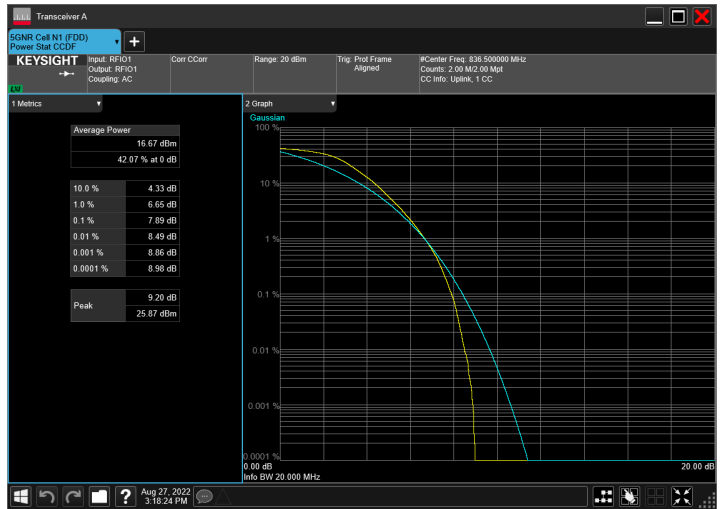 Transceiver A
5GNR Cell N1 (FDD)
Power Stat CCDF
KEYSIGHT
LXI
Input: RFIO1
Output: RFIO1
Coupling: AC
Corr CCorr
Range: 20 dBm
Trig: Prot Frame
Aligned
#Center Freq: 836.500000 MHz
Counts: 2.00 M/2.00 Mpt
CC Info: Uplink, 1 CC
1 Metrics
Average Power
16.67 dBm
42.07 % at 0 dB
10.0 % 4.33 dB
1.0 % 6.65 dB
0.1 % 7.89 dB
0.01 % 8.49 dB
0.001 % 8.86 dB
0.0001 % 8.98 dB
Peak 9.20 dB
25.87 dBm
2 Graph
Gaussian
100 %
10 %
1 %
0.1 %
0.01 %
0.001 %
0.0001 %
0.00 dB 20.00 dB
Info BW 20.000 MHz
Aug 27, 2022
3:18:24 PM